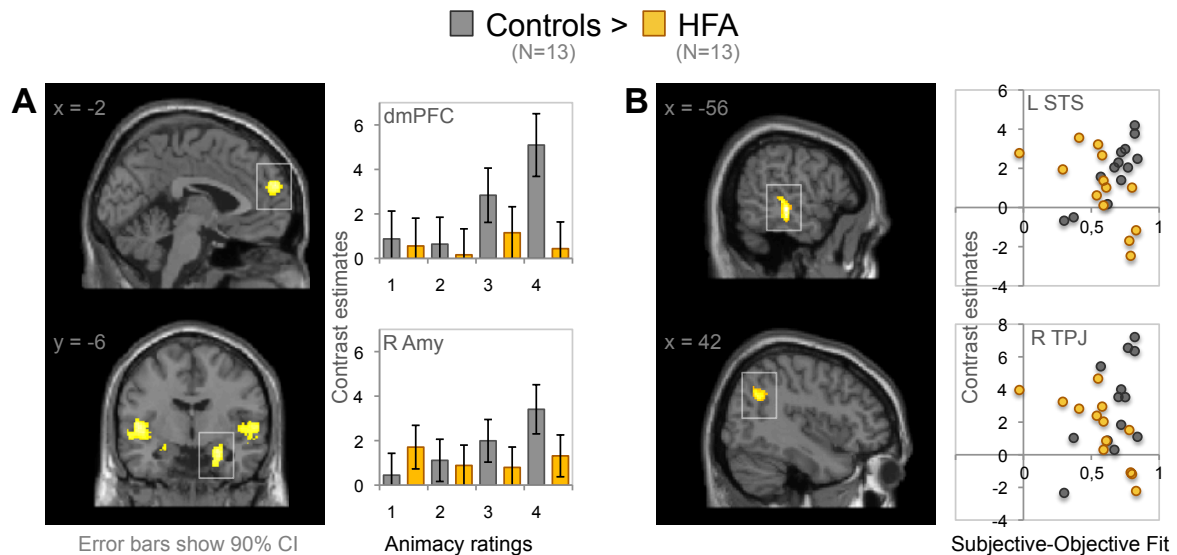 Controls > HFA
(N=13) (N=13)
A
x = -2
y = -6
Error bars show 90% CI
Contrast estimates
dmPFC
6
4
2
0
1 2 3 4
R Amy
6
4
2
0
1 2 3 4
Animacy ratings
B
x = -56
x = 42
Contrast estimates
L STS
6
4
2
0
-2
-4
0 0,5 1
R TPJ
8
6
4
2
0
-2
-4
0 0,5 1
Subjective-Objective Fit